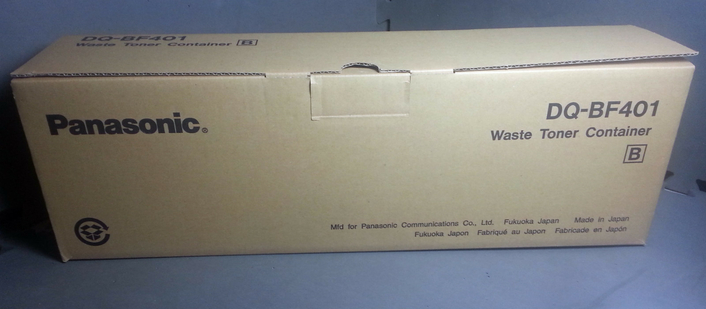 DQ-BF401
Waste Toner Container B
Panasonic®
DQ-BF401
Waste Toner Container
B
Mfd for Panasonic Communications Co., Ltd. Fukuoka Japan Made in Japan
Fukuoka Japon Fabriqué au Japon Fabricade en Japón